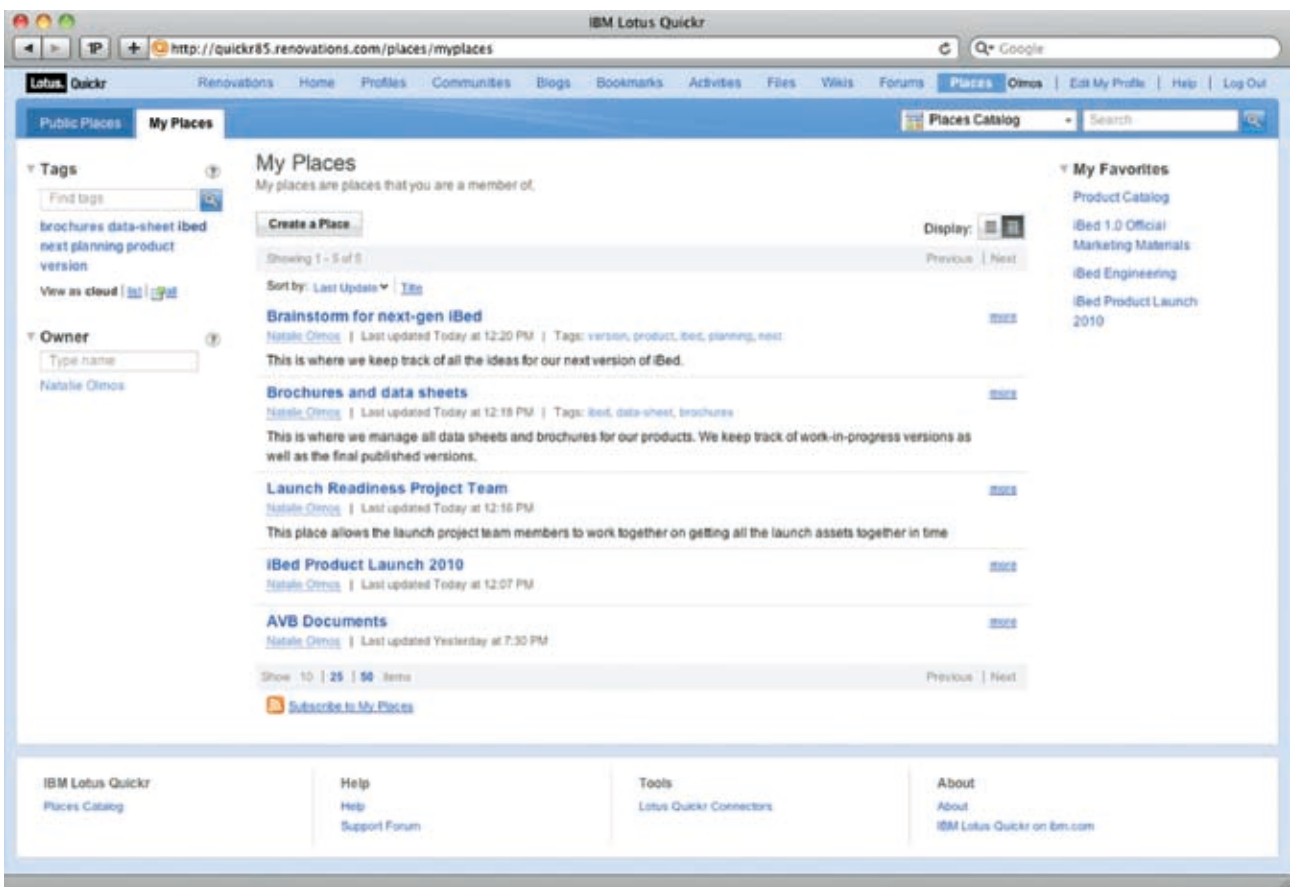 IBM Lotus Quickr
1P + http://quickr85.renovations.com/places/myplaces Google
Lotus. Quickr Renovations Home Profiles Communities Blogs Bookmarks Activities Files Wikis Forums Places Olmos | Edit My Profile | Help | Log Out
Public Places My Places Places Catalog Search
Tags
Find tags
brochures data-sheet ibed
next planning product
version
View as cloud | list | all
Owner
Type name
Natalie Olmos
My Places
My places are places that you are a member of.
Create a Place
Display:
Showing 1 - 5 of 5 Previous | Next
Sort by: Last Update | Title
Brainstorm for next-gen iBed more
Natalie Olmos | Last updated Today at 12:20 PM | Tags: version, product, ibed, planning, next
This is where we keep track of all the ideas for our next version of iBed.
Brochures and data sheets more
Natalie Olmos | Last updated Today at 12:18 PM | Tags: ibed, data-sheet, brochures
This is where we manage all data sheets and brochures for our products. We keep track of work-in-progress versions as
well as the final published versions.
Launch Readiness Project Team more
Natalie Olmos | Last updated Today at 12:16 PM
This place allows the launch project team members to work together on getting all the launch assets together in time
iBed Product Launch 2010 more
Natalie Olmos | Last updated Today at 12:07 PM
AVB Documents more
Natalie Olmos | Last updated Yesterday at 7:30 PM
Show 10 | 25 | 50 items Previous | Next
Subscribe to My Places
My Favorites
Product Catalog
iBed 1.0 Official
Marketing Materials
iBed Engineering
iBed Product Launch
2010
IBM Lotus Quickr
Places Catalog
Help
Help
Support Forum
Tools
Lotus Quickr Connectors
About
About
IBM Lotus Quickr on ibm.com